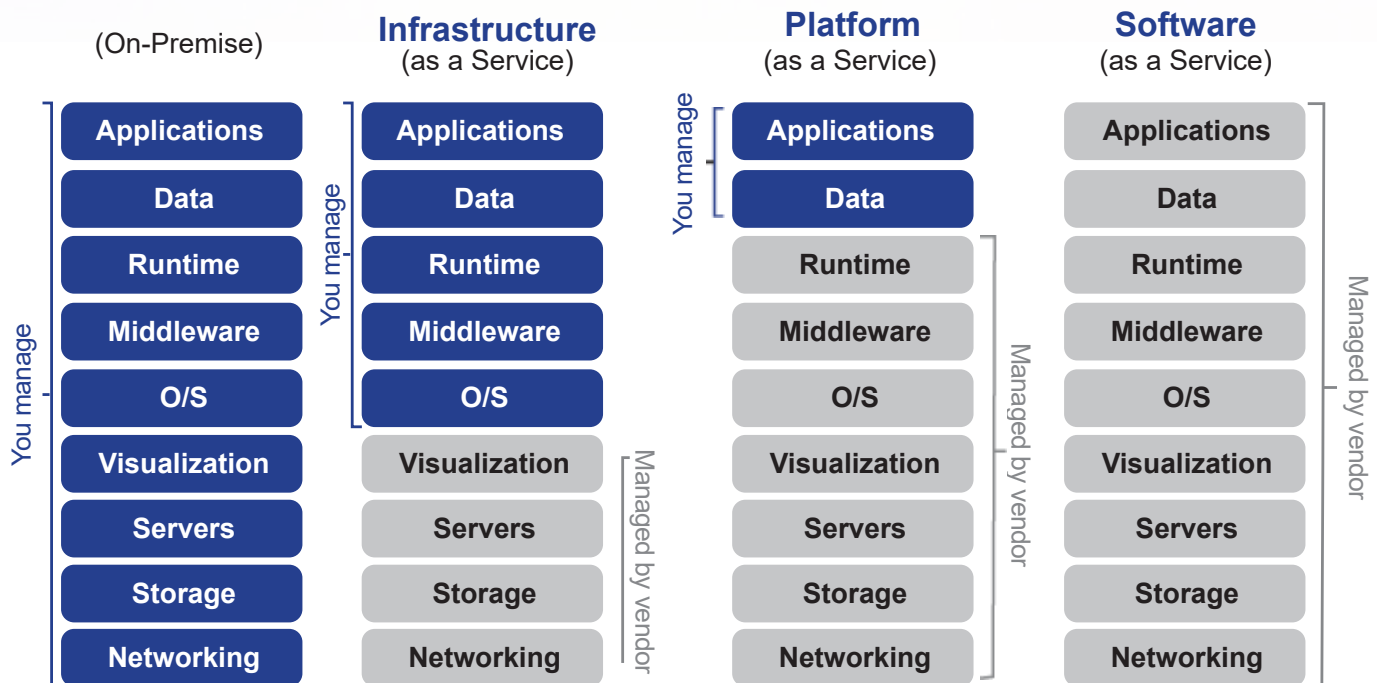 (On-Premise)
You manage
Applications
Data
Runtime
Middleware
O/S
Visualization
Servers
Storage
Networking
Infrastructure
(as a Service)
You manage
Applications
Data
Runtime
Middleware
O/S
Visualization
Servers
Storage
Networking
Managed by vendor
Platform
(as a Service)
You manage
Applications
Data
Runtime
Middleware
O/S
Visualization
Servers
Storage
Networking
Managed by vendor
Software
(as a Service)
Applications
Data
Runtime
Middleware
O/S
Visualization
Servers
Storage
Networking
Managed by vendor